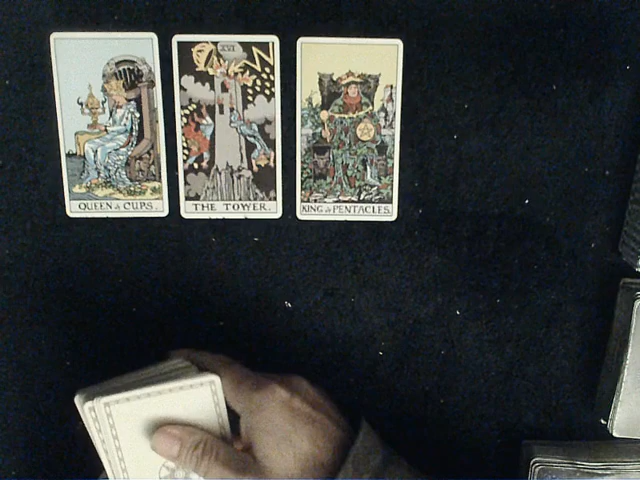 QUEEN of CUPS.
XVI
THE TOWER.
KING of PENTACLES.